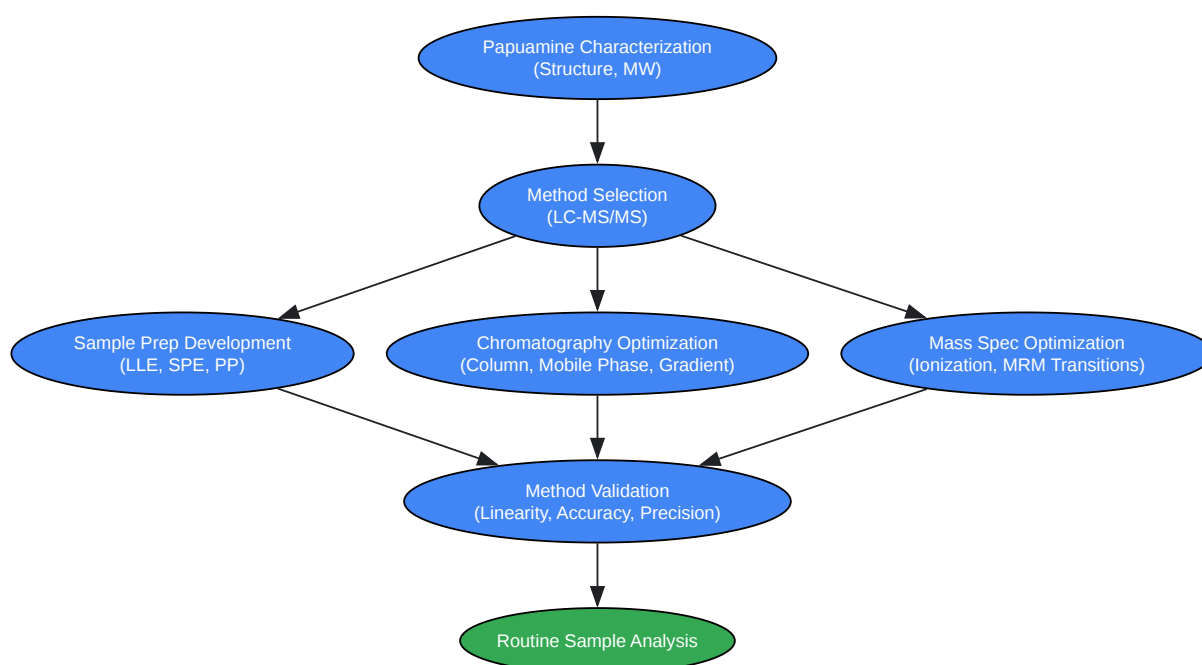 Papuamine Characterization
(Structure, MW)
Method Selection
(LC-MS/MS)
Sample Prep Development
(LLE, SPE, PP)
Chromatography Optimization
(Column, Mobile Phase, Gradient)
Mass Spec Optimization
(Ionization, MRM Transitions)
Method Validation
(Linearity, Accuracy, Precision)
Routine Sample Analysis